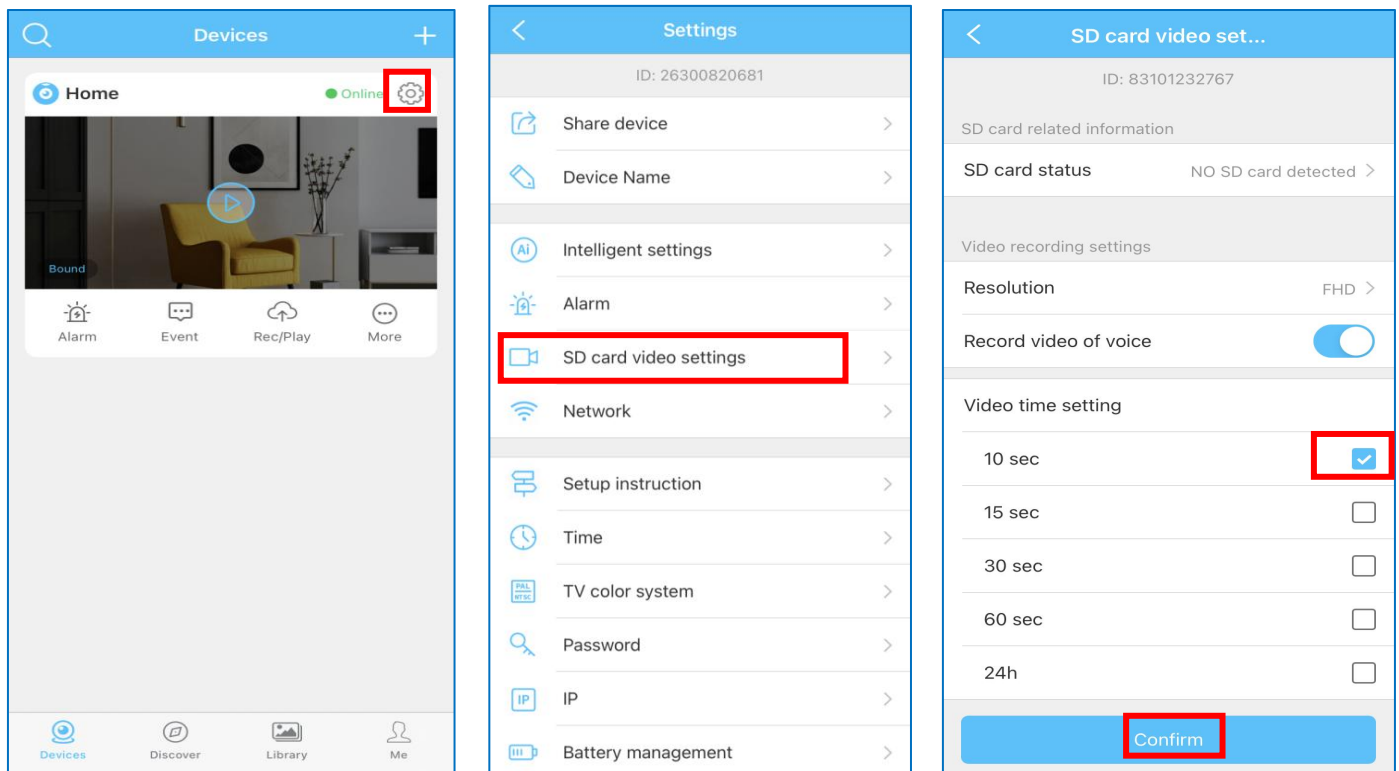 Devices
Home
Online
Bound
Alarm
Event
Rec/Play
More
Devices
Discover
Library
Me
Settings
ID: 26300820681
Share device
Device Name
Ai
Intelligent settings
Alarm
SD card video settings
Network
Setup instruction
Time
PAL
NTSC
TV color system
Password
IP
IP
Battery management
SD card video set...
ID: 83101232767
SD card related information
SD card status NO SD card detected
Video recording settings
Resolution FHD
Record video of voice
Video time setting
10 sec
15 sec
30 sec
60 sec
24h
Confirm